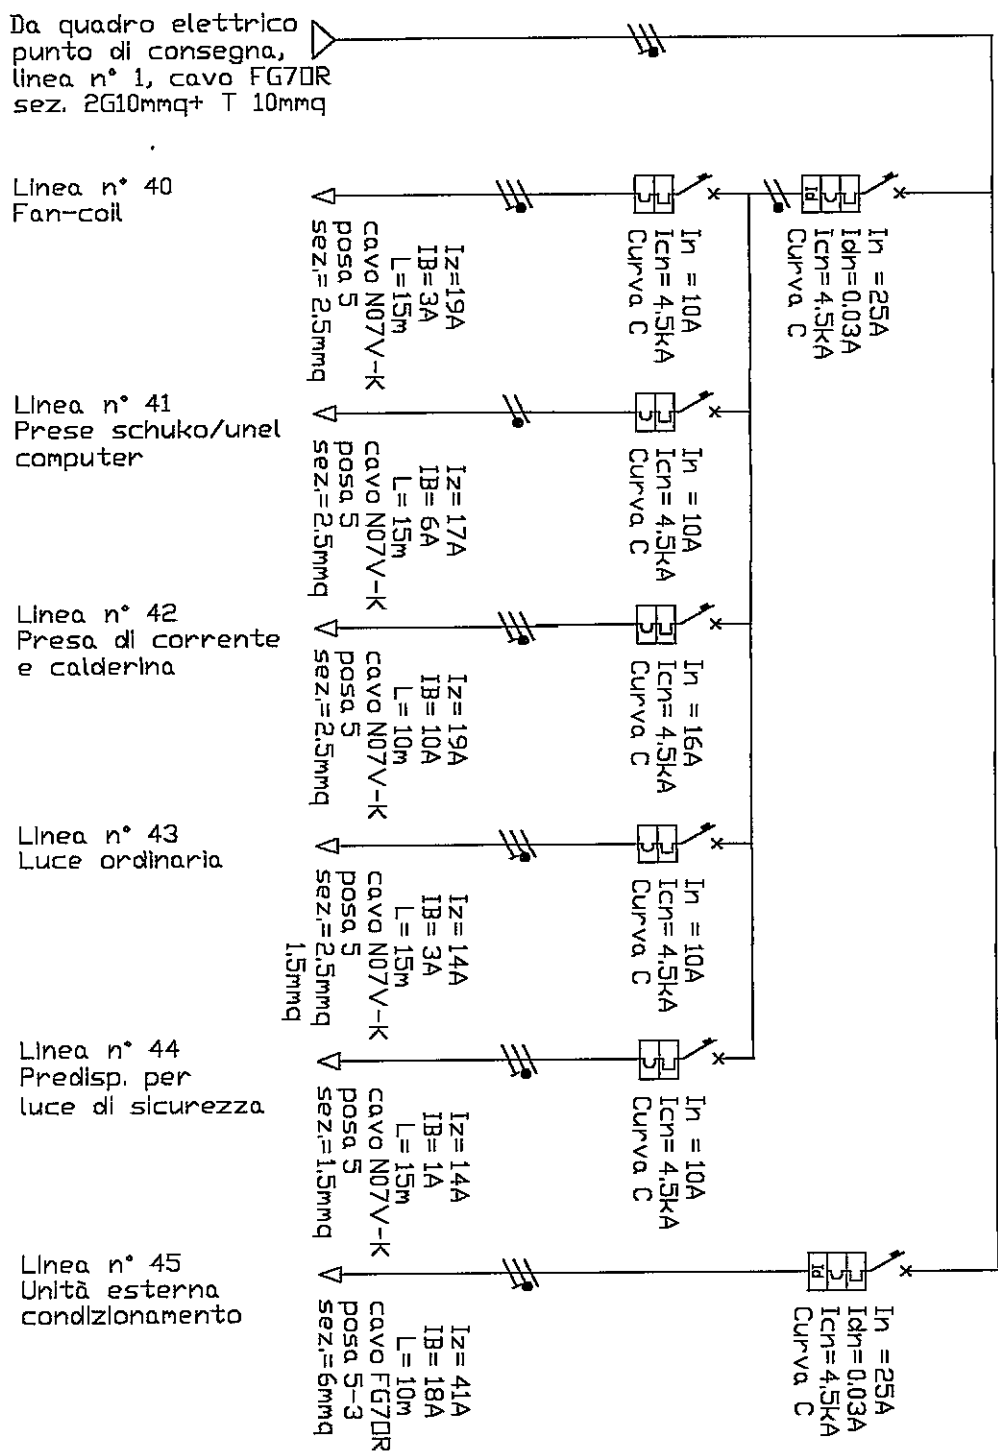 Da quadro elettrico
punto di consegna,
linea n° 1, cavo FG7OR
sez. 2G10mmq+ T 10mmq
Linea n° 40
Fan-coil
Iz=19A
IB=3A
L=15m
cavo N07V-K
posa 5
sez.= 2.5mmq
In =10A
Icn= 4.5kA
Curva C
Id
In =25A
Idn=0.03A
Icn= 4.5kA
Curva C
Linea n° 41
Prese schuko/unel
computer
Iz= 17A
IB= 6A
L= 15m
cavo N07V-K
posa 5
sez.=2.5mmq
In = 10A
Icn= 4.5kA
Curva C
Linea n° 42
Presa di corrente
e calderina
Iz=19A
IB= 10A
L= 10m
cavo N07V-K
posa 5
sez.=2.5mmq
In = 16A
Icn= 4.5kA
Curva C
Linea n° 43
Luce ordinaria
Iz=14A
IB= 3A
L= 15m
cavo N07V-K
posa 5
sez.=2.5mmq
1.5mmq
In = 10A
Icn= 4.5kA
Curva C
Linea n° 44
Predisp. per
luce di sicurezza
Iz=14A
IB= 1A
L= 15m
cavo N07V-K
posa 5
sez.=1.5mmq
In = 10A
Icn= 4.5kA
Curva C
Linea n° 45
Unità esterna
condizionamento
Iz= 41A
IB= 18A
L= 10m
cavo FG7OR
posa 5-3
sez.=6mmq
Id
In =25A
Idn=0.03A
Icn= 4.5kA
Curva C